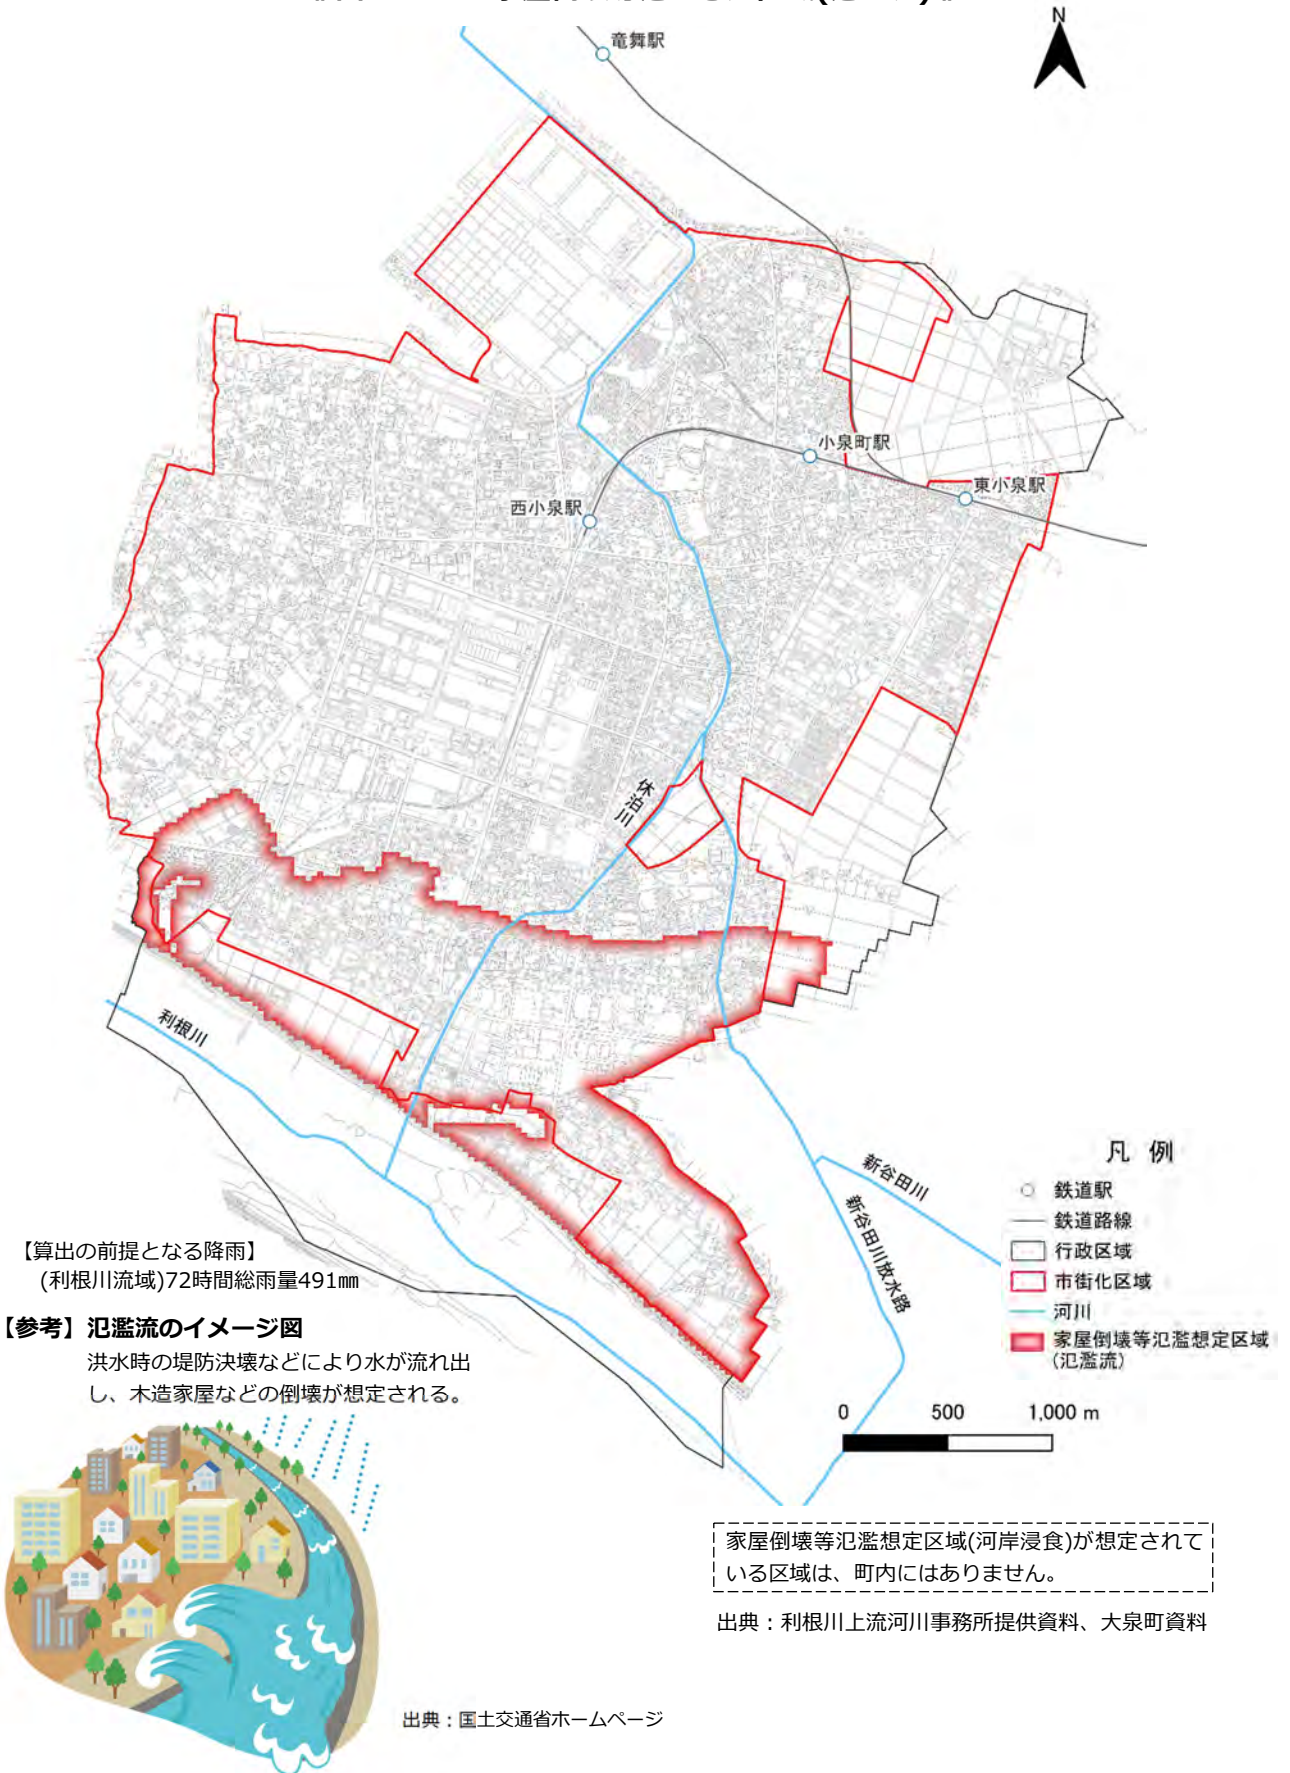 N
竜舞駅
小泉町駅
東小泉駅
西小泉駅
休泊川
利根川
新谷田川
新谷田川放水路
凡 例
鉄道駅
鉄道路線
行政区域
市街化区域
河川
家屋倒壊等氾濫想定区域
(氾濫流)
0 500 1,000 m
【算出の前提となる降雨】
(利根川流域)72時間総雨量491㎜
【参考】氾濫流のイメージ図
洪水時の堤防決壊などにより水が流れ出
し、木造家屋などの倒壊が想定される。
家屋倒壊等氾濫想定区域(河岸浸食)が想定されて
いる区域は、町内にはありません。
出典：利根川上流河川事務所提供資料、大泉町資料
出典：国土交通省ホームページ